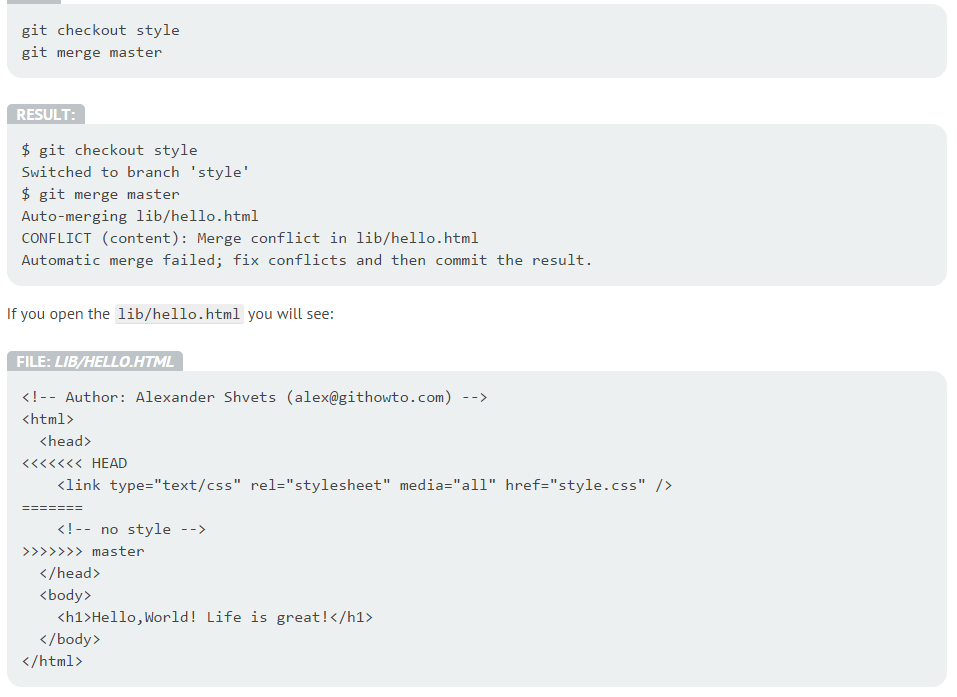 git checkout style
git merge master
RESULT:
$ git checkout style
Switched to branch 'style'
$ git merge master
Auto-merging lib/hello.html
CONFLICT (content): Merge conflict in lib/hello.html
Automatic merge failed; fix conflicts and then commit the result.
If you open the lib/hello.html you will see:
FILE: LIB/HELLO.HTML
<!-- Author: Alexander Shvets (alex@githowto.com) -->
<html>
  <head>
<<<<<<< HEAD
    <link type="text/css" rel="stylesheet" media="all" href="style.css" />
=======
    <!-- no style -->
>>>>>>> master
  </head>
  <body>
    <h1>Hello,World! Life is great!</h1>
  </body>
</html>